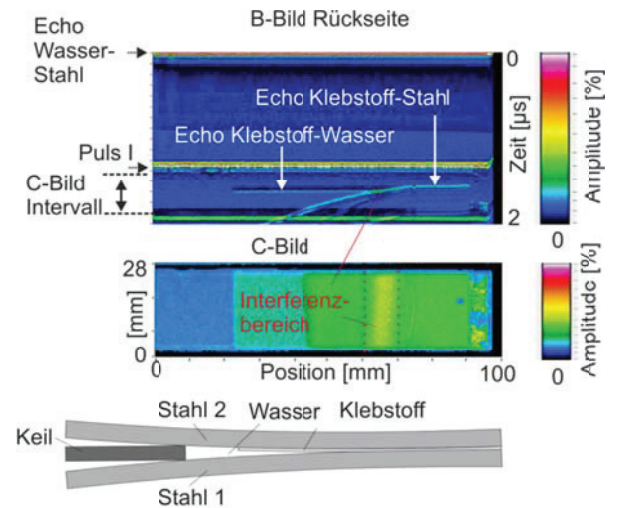 B-Bild Rückseite
Echo
Wasser-
Stahl
0
Echo Klebstoff-Stahl
Echo Klebstoff-Wasser
Puls I
C-Bild
Intervall
2
Zeit [µs]
0
Amplitude [%]
C-Bild
28
[mm]
0
Interferenz-
bereich
0
Position [mm]
100
0
Amplitude [%]
Stahl 2
Wasser
Klebstoff
Keil
Stahl 1